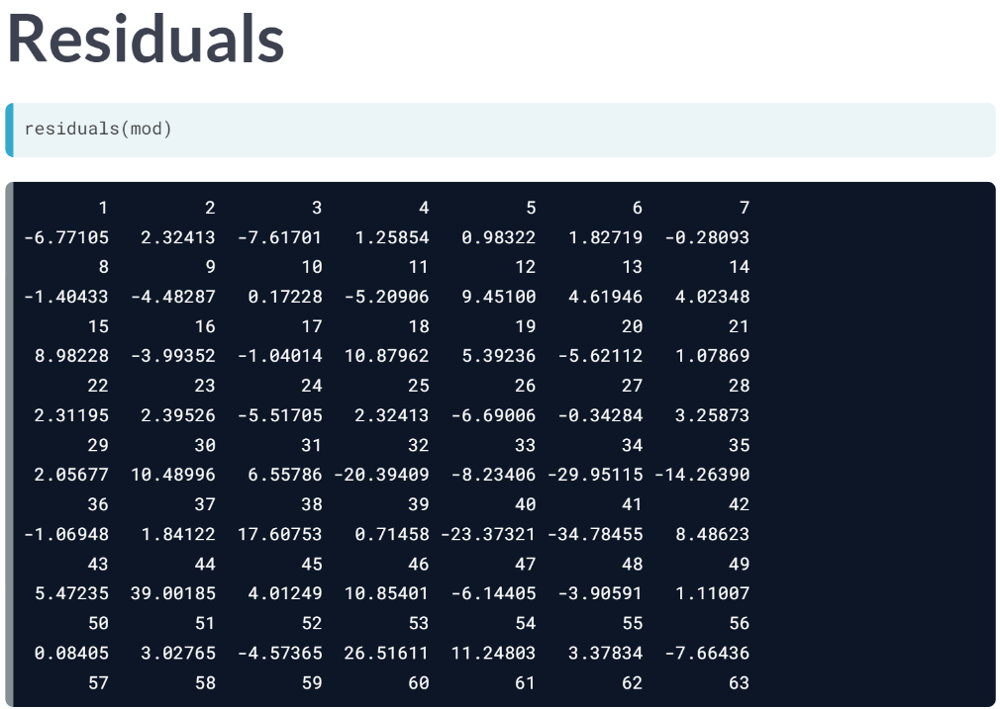 Residuals
residuals(mod)
1 2 3 4 5 6 7
-6.77105 2.32413 -7.61701 1.25854 0.98322 1.82719 -0.28093
8 9 10 11 12 13 14
-1.40433 -4.48287 0.17228 -5.20906 9.45100 4.61946 4.02348
15 16 17 18 19 20 21
8.98228 -3.99352 -1.04014 10.87962 5.39236 -5.62112 1.07869
22 23 24 25 26 27 28
2.31195 2.39526 -5.51705 2.32413 -6.69006 -0.34284 3.25873
29 30 31 32 33 34 35
2.05677 10.48996 6.55786 -20.39409 -8.23406 -29.95115 -14.26390
36 37 38 39 40 41 42
-1.06948 1.84122 17.60753 0.71458 -23.37321 -34.78455 8.48623
43 44 45 46 47 48 49
5.47235 39.00185 4.01249 10.85401 -6.14405 -3.90591 1.11007
50 51 52 53 54 55 56
0.08405 3.02765 -4.57365 26.51611 11.24803 3.37834 -7.66436
57 58 59 60 61 62 63